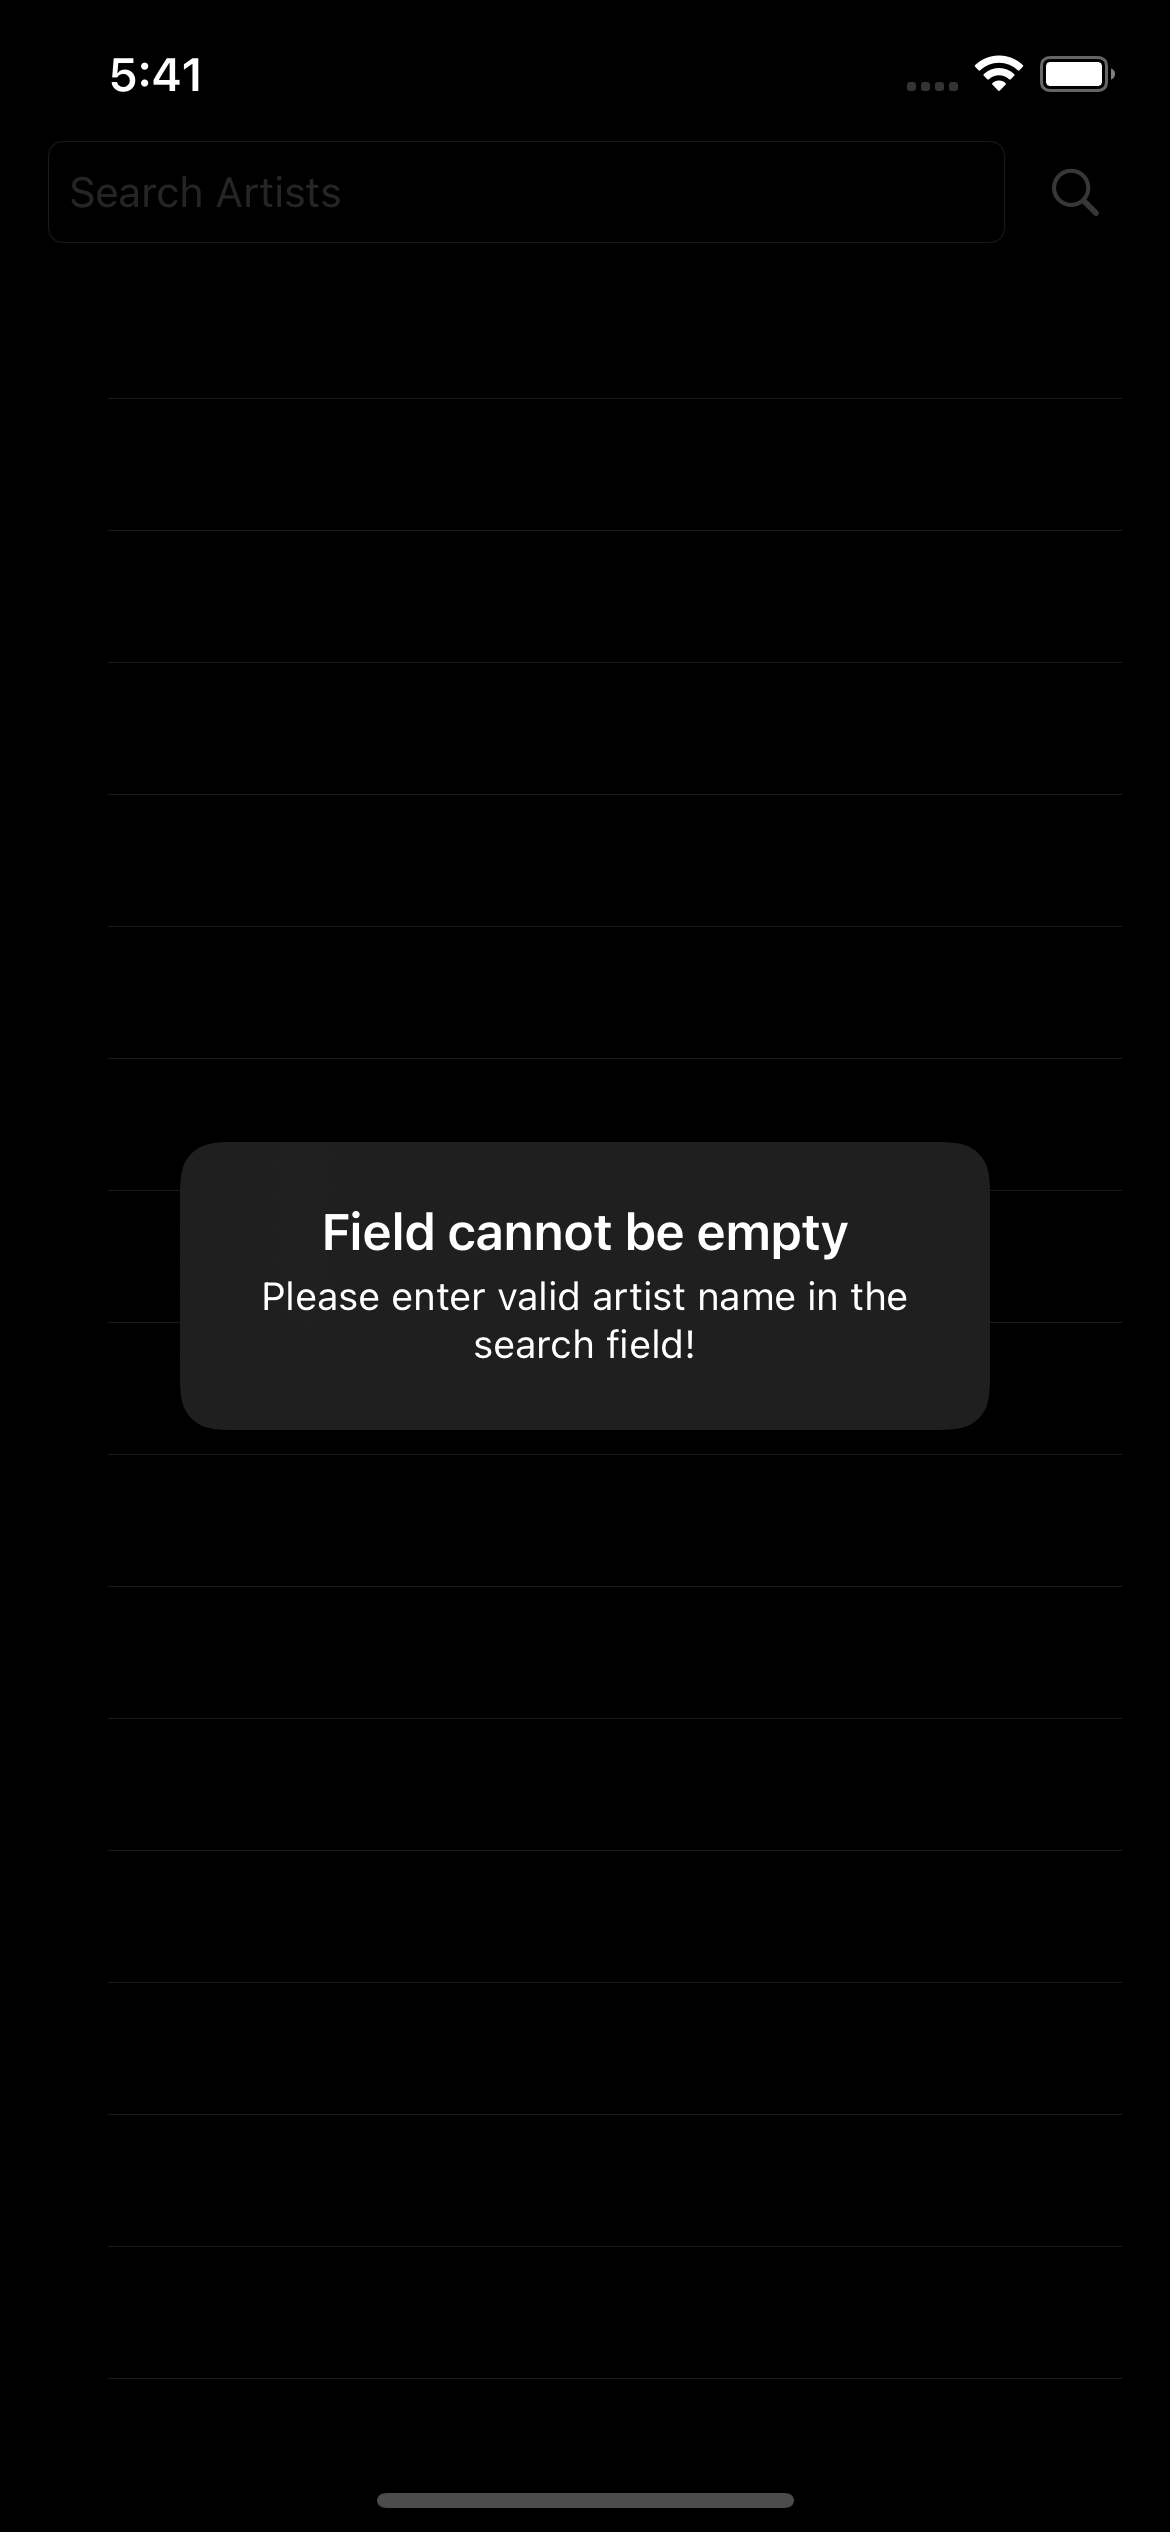 5:41
Search Artists
Field cannot be empty
Please enter valid artist name in the
search field!